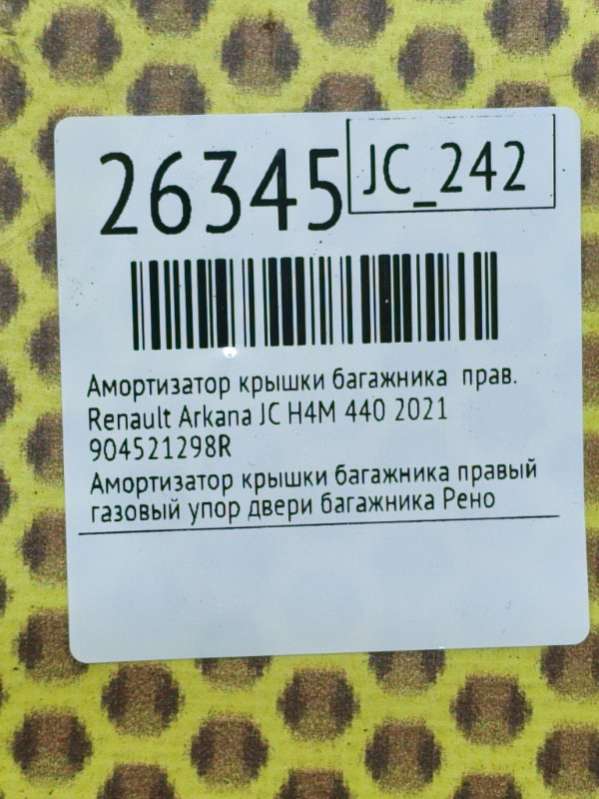 26345
JC_242
Амортизатор крышки багажника прав.
Renault Arkana JC H4M 440 2021
904521298R
Амортизатор крышки багажника правый
газовый упор двери багажника Рено